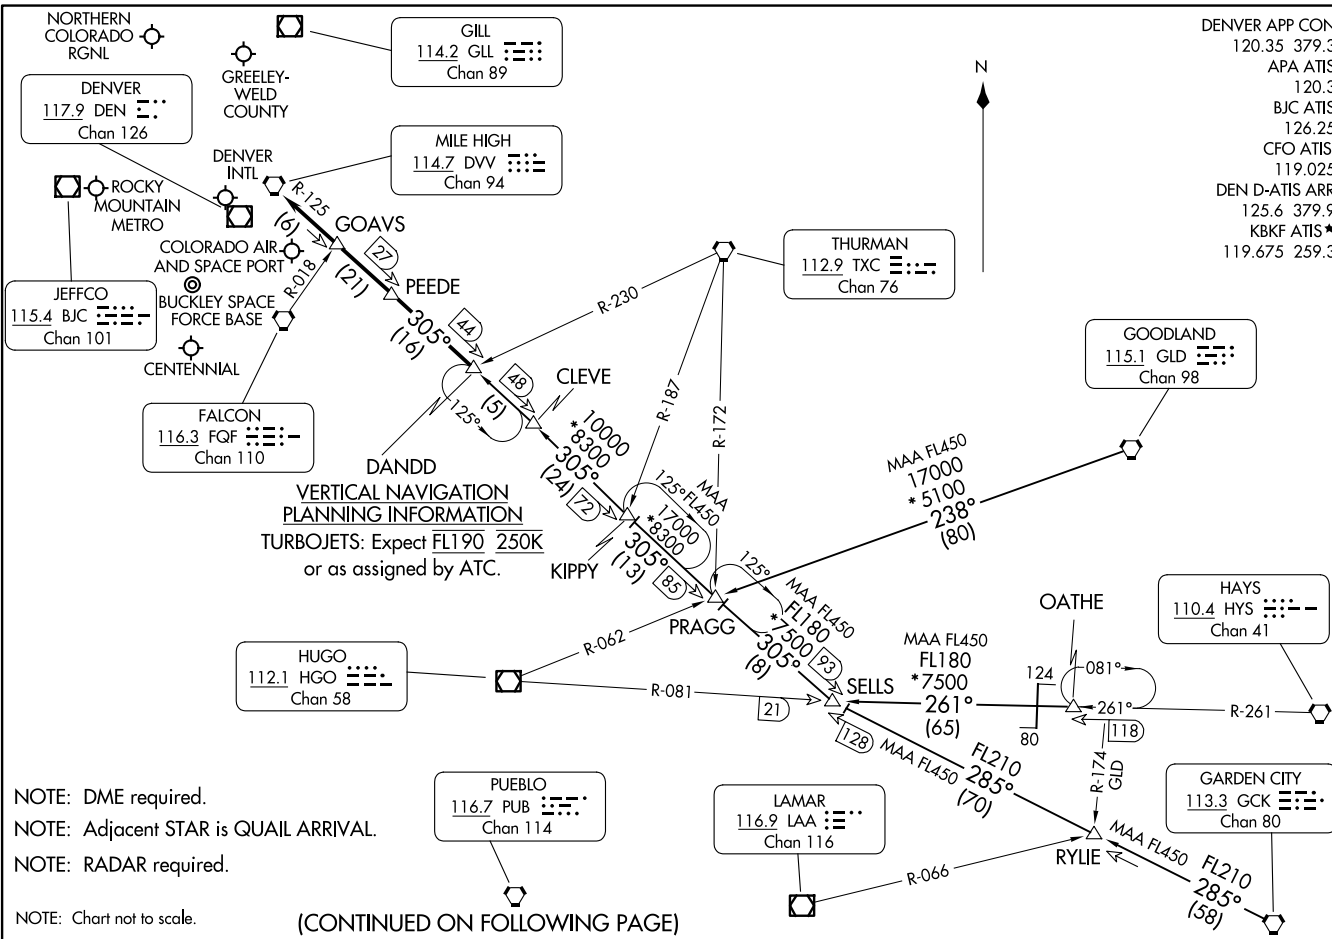 NORTHERN
COLORADO
RGNL
GREELEY-
WELD
COUNTY
GILL
114.2 GLL
Chan 89
DENVER
117.9 DEN
Chan 126
MILE HIGH
114.7 DVV
Chan 94
DENVER
INTL
ROCKY
MOUNTAIN
METRO
COLORADO AIR
AND SPACE PORT
BUCKLEY SPACE
FORCE BASE
CENTENNIAL
JEFFCO
115.4 BJC
Chan 101
FALCON
116.3 FQF
Chan 110
N
DENVER APP CON
120.35 379.3
APA ATIS
120.3
BJC ATIS
126.25
CFO ATIS
119.025
DEN D-ATIS ARR
125.6 379.9
KBKF ATIS★
119.675 259.3
THURMAN
112.9 TXC
Chan 76
GOODLAND
115.1 GLD
Chan 98
R-125
(6)
GOAVS
R-018
27
(21)
PEEDE
305°
(16)
44
R-230
48
CLEVE
(5)
125°
DANDD
VERTICAL NAVIGATION
PLANNING INFORMATION
TURBOJETS: Expect FL190 250K
or as assigned by ATC.
10000
*8300
305°
(24)
72
R-187
R-172
KIPPY
125°
MAA
FL450
17000
*8300
305°
(13)
85
MAA FL450
17000
*5100
238°
(80)
PRAGG
125°
MAA FL450
FL180
*7500
305°
(8)
93
R-062
HUGO
112.1 HGO
Chan 58
R-081
21
SELLS
128
MAA FL450
FL180
*7500
261°
(65)
OATHE
124
80
081°
261°
118
R-261
HAYS
110.4 HYS
Chan 41
R-174
GLD
MAA FL450
FL210
285°
(70)
RYLIE
MAA FL450
FL210
285°
(58)
GARDEN CITY
113.3 GCK
Chan 80
LAMAR
116.9 LAA
Chan 116
R-066
PUEBLO
116.7 PUB
Chan 114
NOTE: DME required.
NOTE: Adjacent STAR is QUAIL ARRIVAL.
NOTE: RADAR required.
NOTE: Chart not to scale.
(CONTINUED ON FOLLOWING PAGE)